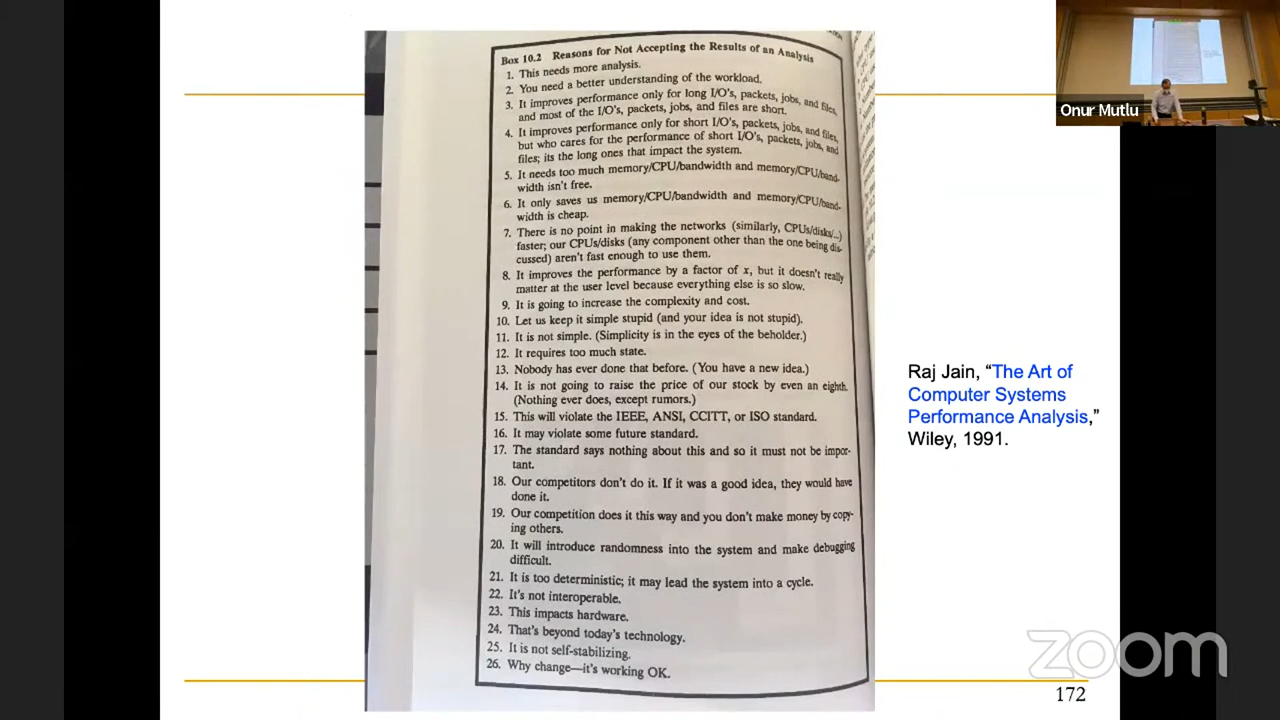 Box 10.2 Reasons for Not Accepting the Results of an Analysis
1. This needs more analysis.
2. You need a better understanding of the workload.
3. It improves performance only for long I/O's, packets, jobs, and files,
and most of the I/O's, packets, jobs, and files are short.
4. It improves performance only for short I/O's, packets, jobs, and files,
but who cares for the performance of short I/O's, packets, jobs, and
files; its the long ones that impact the system.
5. It needs too much memory/CPU/bandwidth and memory/CPU/band-
width isn't free.
6. It only saves us memory/CPU/bandwidth and memory/CPU/band-
width is cheap.
7. There is no point in making the networks (similarly, CPUs/disks/...)
faster; our CPUs/disks (any component other than the one being dis-
cussed) aren't fast enough to use them.
8. It improves the performance by a factor of x, but it doesn't really
matter at the user level because everything else is so slow.
9. It is going to increase the complexity and cost.
10. Let us keep it simple stupid (and your idea is not stupid).
11. It is not simple. (Simplicity is in the eyes of the beholder.)
12. It requires too much state.
13. Nobody has ever done that before. (You have a new idea.)
14. It is not going to raise the price of our stock by even an eighth.
(Nothing ever does, except rumors.)
15. This will violate the IEEE, ANSI, CCITT, or ISO standard.
16. It may violate some future standard.
17. The standard says nothing about this and so it must not be impor-
tant.
18. Our competitors don't do it. If it was a good idea, they would have
done it.
19. Our competition does it this way and you don't make money by copy-
ing others.
20. It will introduce randomness into the system and make debugging
difficult.
21. It is too deterministic; it may lead the system into a cycle.
22. It's not interoperable.
23. This impacts hardware.
24. That's beyond today's technology.
25. It is not self-stabilizing.
26. Why change—it's working OK.
Raj Jain, “The Art of
Computer Systems
Performance Analysis,”
Wiley, 1991.
Onur Mutlu
zoom
172